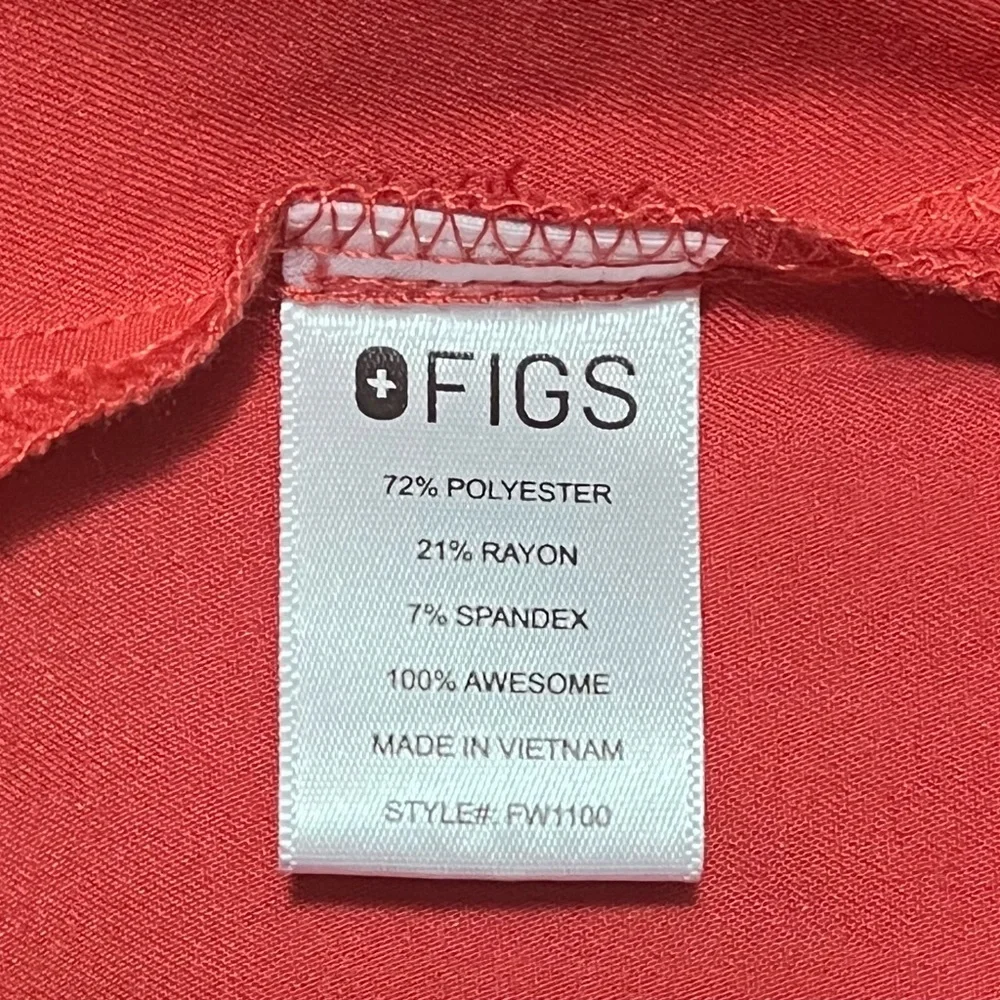 FIGS
72% POLYESTER
21% RAYON
7% SPANDEX
100% AWESOME
MADE IN VIETNAM
STYLE#: FW1100